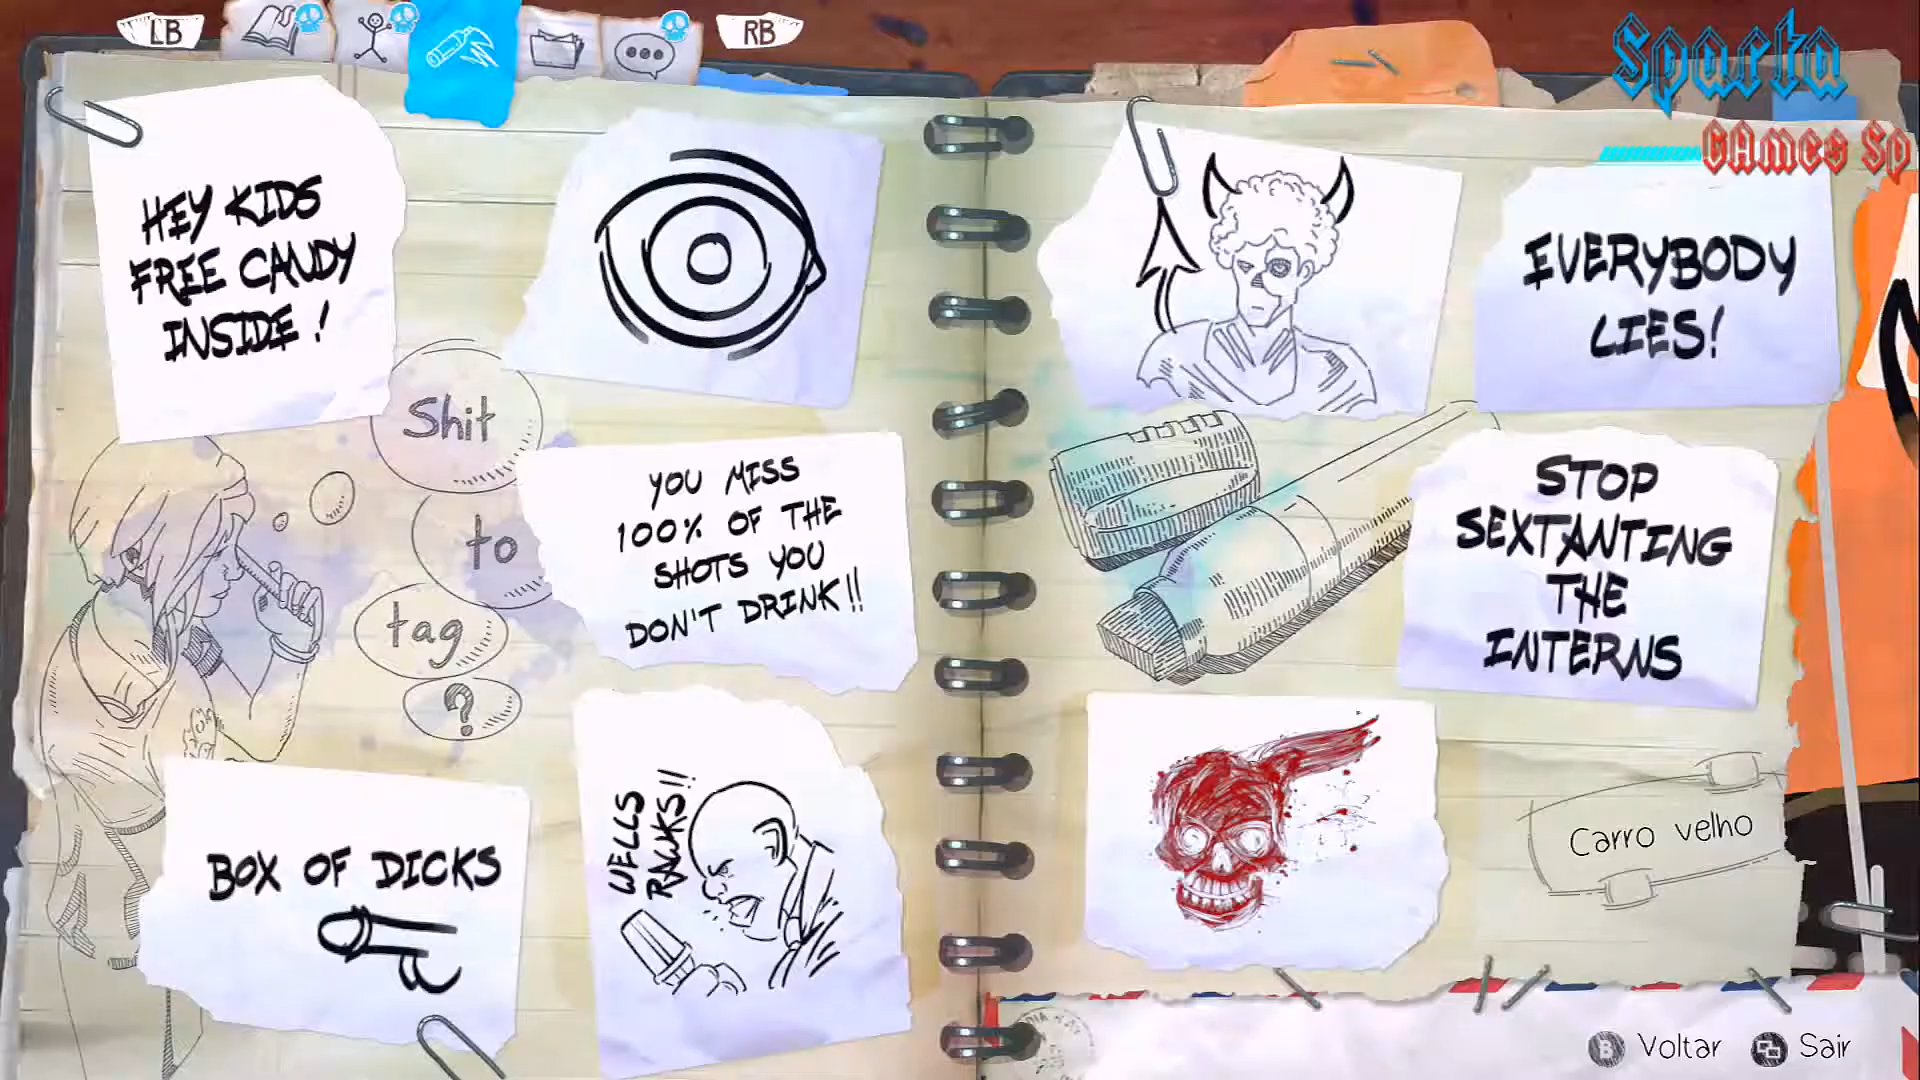 LB
RB
Sparta
GAmes Sp
HEY KIDS
FREE CANDY
INSIDE!
Shit
to
tag
?
YOU MISS
100% OF THE
SHOTS YOU
DON'T DRINK!!
BOX OF DICKS
WELLS
RAWKS!!
EVERYBODY
LIES!
STOP
SEXTANTING
THE
INTERNS
Carro velho
B Voltar
Sair